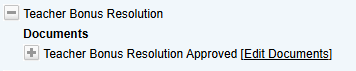 Teacher Bonus Resolution
Documents
Teacher Bonus Resolution Approved [Edit Documents]